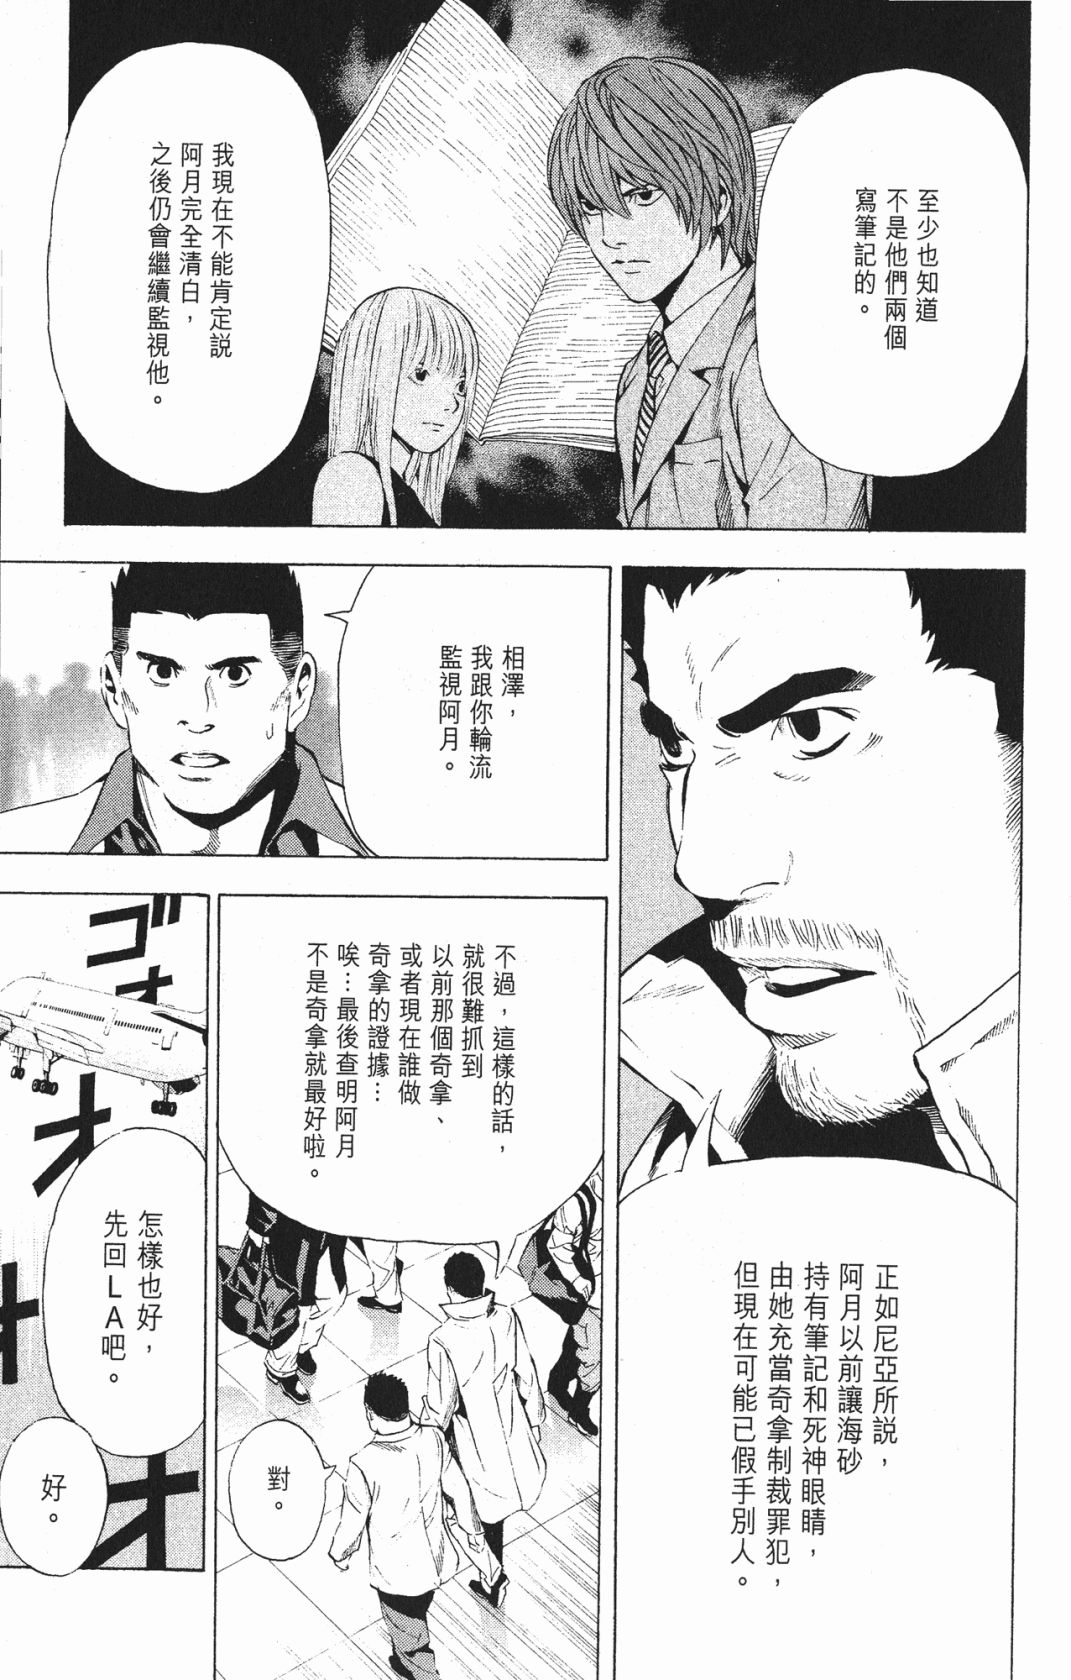 至少也知道
不是他們兩個
寫筆記的。
我現在不能肯定說
阿月完全清白，
之後仍會繼續監視他。
正如尼亞所説，
阿月以前讓海砂
持有筆記和死神眼睛，
由她充當奇拿制裁罪犯，
但現在可能已假手別人。
相澤，
我跟你輪流
監視阿月。
不過，這樣的話，
就很難抓到
以前那個奇拿、
或者現在誰做
奇拿的證據…
唉…最後查明阿月
不是奇拿就最好啦。
對。
ゴオオオオ
怎樣也好，
先回LA吧。
好。